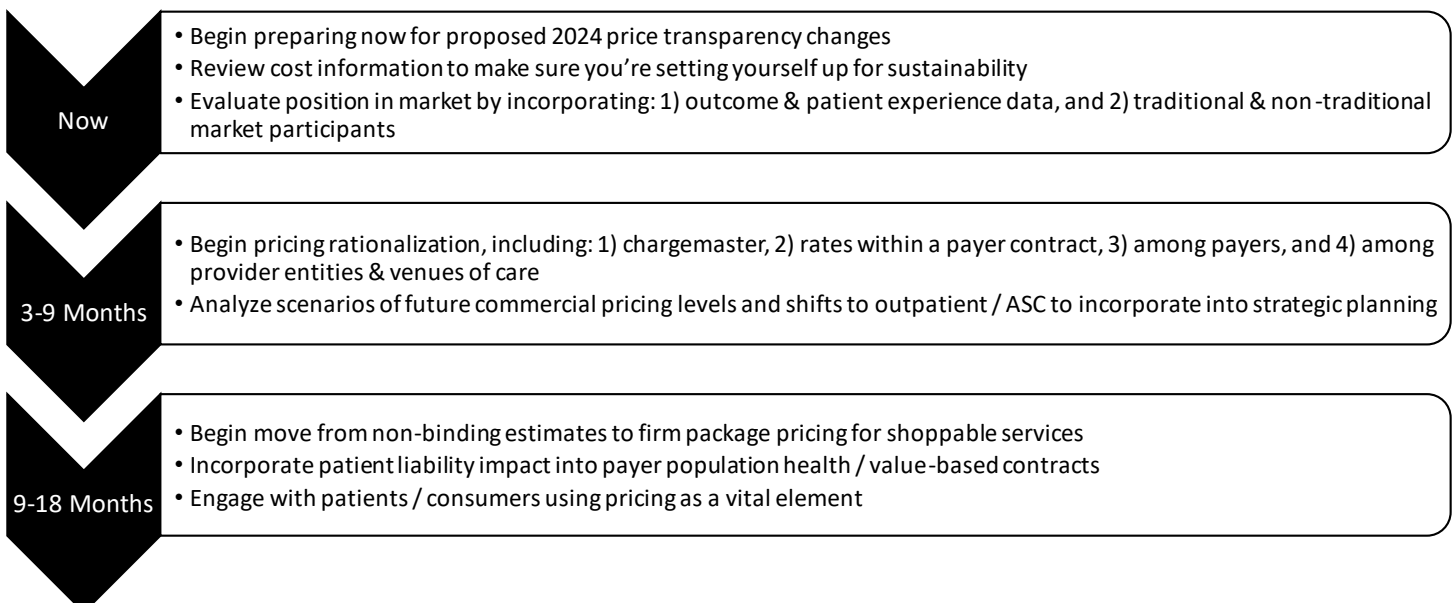 • Begin preparing now for proposed 2024 price transparency changes
• Review cost information to make sure you're setting yourself up for sustainability
• Evaluate position in market by incorporating: 1) outcome & patient experience data, and 2) traditional & non-traditional
market participants
Now
• Begin pricing rationalization, including: 1) chargemaster, 2) rates within a payer contract, 3) among payers, and 4) among
provider entities & venues of care
• Analyze scenarios of future commercial pricing levels and shifts to outpatient / ASC to incorporate into strategic planning
3-9 Months
• Begin move from non-binding estimates to firm package pricing for shoppable services
• Incorporate patient liability impact into payer population health / value-based contracts
• Engage with patients / consumers using pricing as a vital element
9-18 Months